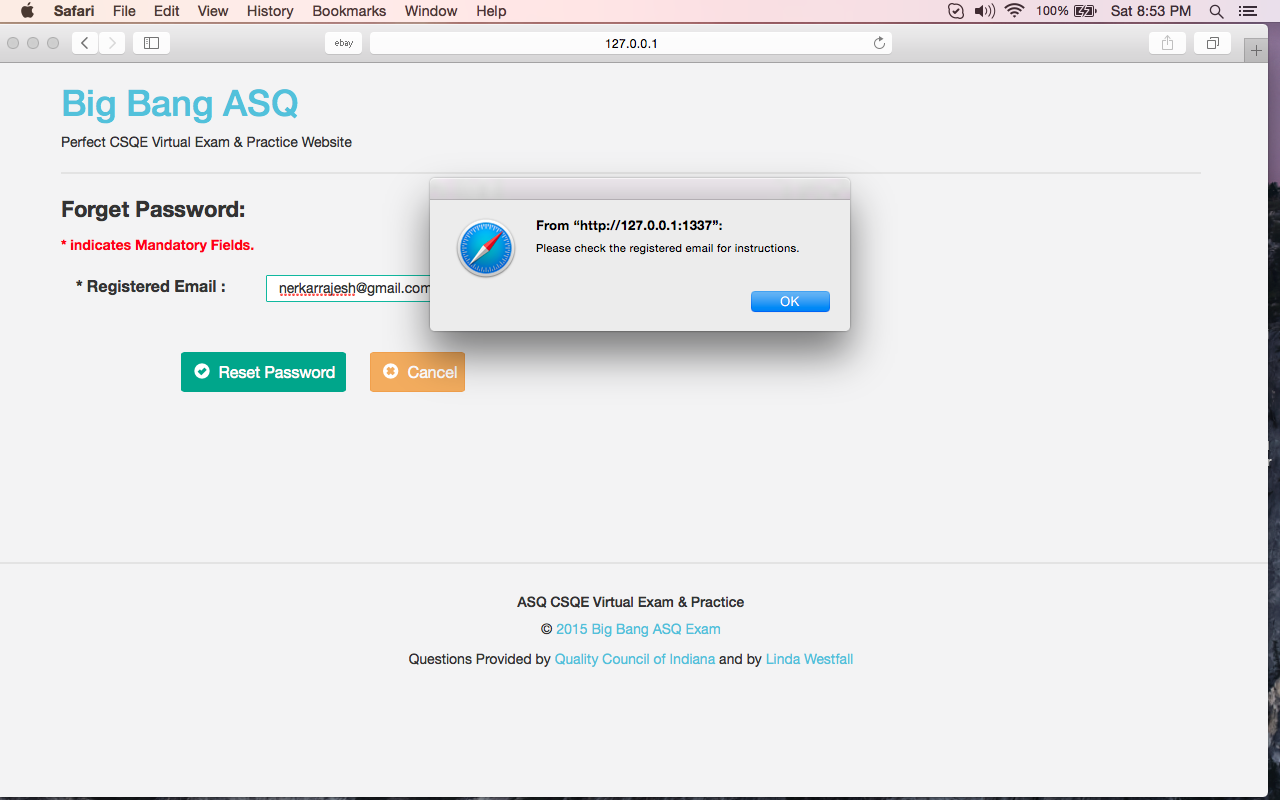 Safari File Edit View History Bookmarks Window Help 100% Sat 8:53 PM
ebay 127.0.0.1
Big Bang ASQ
Perfect CSQE Virtual Exam & Practice Website
Forget Password:
* indicates Mandatory Fields.
* Registered Email : nerkarrajesh@gmail.com
From “http://127.0.0.1:1337”:
Please check the registered email for instructions.
OK
Reset Password Cancel
ASQ CSQE Virtual Exam & Practice
© 2015 Big Bang ASQ Exam
Questions Provided by Quality Council of Indiana and by Linda Westfall